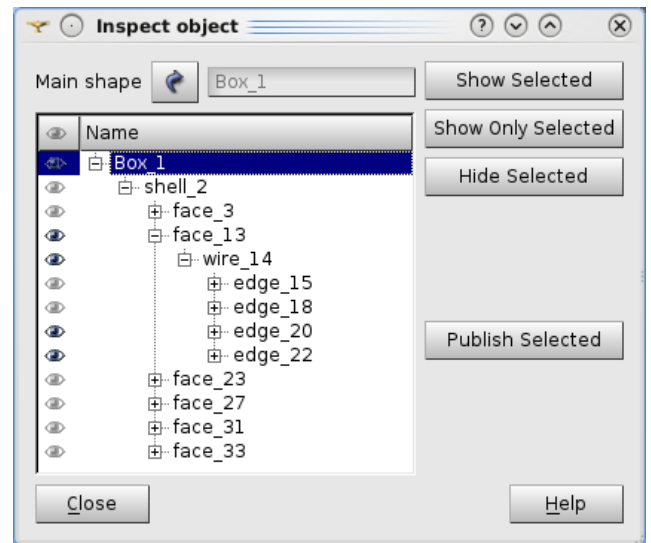 Inspect object
Main shape Box_1 Show Selected
Show Only Selected
Hide Selected
Publish Selected
Name
Box_1
shell_2
face_3
face_13
wire_14
edge_15
edge_18
edge_20
edge_22
face_23
face_27
face_31
face_33
Close Help